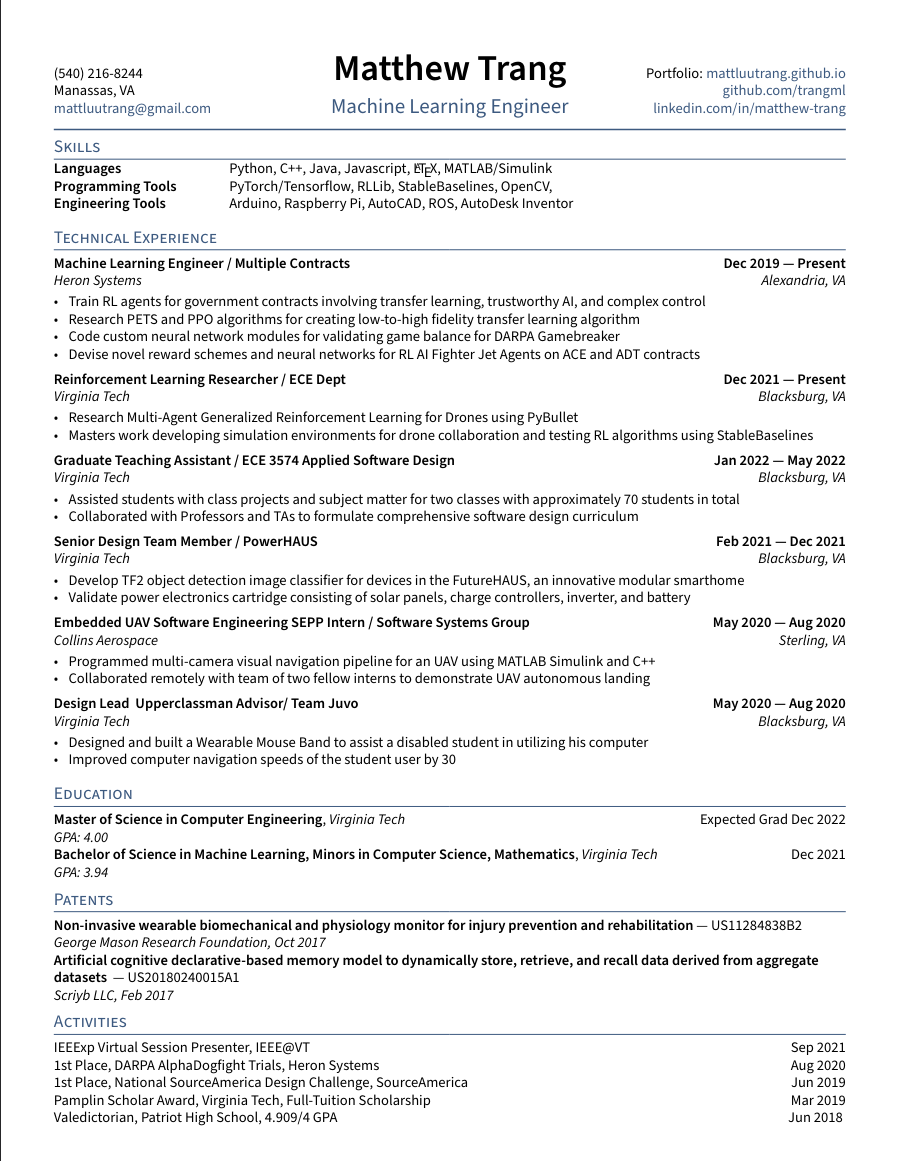 Matthew Trang
Machine Learning Engineer
(540) 216-8244
Manassas, VA
mattluutrang@gmail.com
Portfolio: mattluutrang.github.io
github.com/trangml
linkedin.com/in/matthew-trang
Skills
Languages Python, C++, Java, Javascript, LATEX, MATLAB/Simulink
Programming Tools PyTorch/Tensorflow, RLLib, StableBaselines, OpenCV,
Engineering Tools Arduino, Raspberry Pi, AutoCAD, ROS, AutoDesk Inventor
Technical Experience
Machine Learning Engineer / Multiple Contracts Dec 2019 — Present
Heron Systems Alexandria, VA
• Train RL agents for government contracts involving transfer learning, trustworthy AI, and complex control
• Research PETS and PPO algorithms for creating low-to-high fidelity transfer learning algorithm
• Code custom neural network modules for validating game balance for DARPA Gamebreaker
• Devise novel reward schemes and neural networks for RL AI Fighter Jet Agents on ACE and ADT contracts
Reinforcement Learning Researcher / ECE Dept Dec 2021 — Present
Virginia Tech Blacksburg, VA
• Research Multi-Agent Generalized Reinforcement Learning for Drones using PyBullet
• Masters work developing simulation environments for drone collaboration and testing RL algorithms using StableBaselines
Graduate Teaching Assistant / ECE 3574 Applied Software Design Jan 2022 — May 2022
Virginia Tech Blacksburg, VA
• Assisted students with class projects and subject matter for two classes with approximately 70 students in total
• Collaborated with Professors and TAs to formulate comprehensive software design curriculum
Senior Design Team Member / PowerHAUS Feb 2021 — Dec 2021
Virginia Tech Blacksburg, VA
• Develop TF2 object detection image classifier for devices in the FutureHAUS, an innovative modular smarthome
• Validate power electronics cartridge consisting of solar panels, charge controllers, inverter, and battery
Embedded UAV Software Engineering SEPP Intern / Software Systems Group May 2020 — Aug 2020
Collins Aerospace Sterling, VA
• Programmed multi-camera visual navigation pipeline for an UAV using MATLAB Simulink and C++
• Collaborated remotely with team of two fellow interns to demonstrate UAV autonomous landing
Design Lead Upperclassman Advisor/ Team Juvo May 2020 — Aug 2020
Virginia Tech Blacksburg, VA
• Designed and built a Wearable Mouse Band to assist a disabled student in utilizing his computer
• Improved computer navigation speeds of the student user by 30
Education
Master of Science in Computer Engineering, Virginia Tech Expected Grad Dec 2022
GPA: 4.00
Bachelor of Science in Machine Learning, Minors in Computer Science, Mathematics, Virginia Tech Dec 2021
GPA: 3.94
Patents
Non-invasive wearable biomechanical and physiology monitor for injury prevention and rehabilitation — US11284838B2
George Mason Research Foundation, Oct 2017
Artificial cognitive declarative-based memory model to dynamically store, retrieve, and recall data derived from aggregate
datasets — US20180240015A1
Scriyb LLC, Feb 2017
Activities
IEEExp Virtual Session Presenter, IEEE@VT Sep 2021
1st Place, DARPA AlphaDogfight Trials, Heron Systems Aug 2020
1st Place, National SourceAmerica Design Challenge, SourceAmerica Jun 2019
Pamplin Scholar Award, Virginia Tech, Full-Tuition Scholarship Mar 2019
Valedictorian, Patriot High School, 4.909/4 GPA Jun 2018